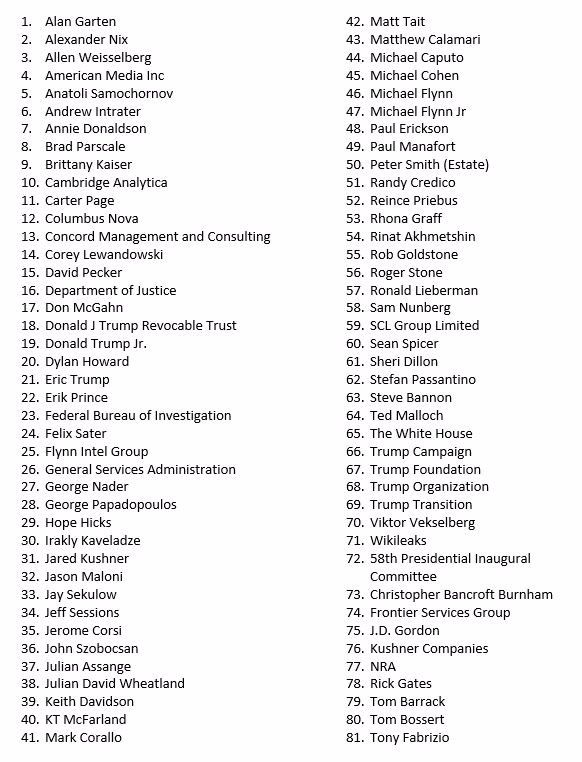 1. Alan Garten
2. Alexander Nix
3. Allen Weisselberg
4. American Media Inc
5. Anatoli Samochornov
6. Andrew Intrater
7. Annie Donaldson
8. Brad Parscale
9. Brittany Kaiser
10. Cambridge Analytica
11. Carter Page
12. Columbus Nova
13. Concord Management and Consulting
14. Corey Lewandowski
15. David Pecker
16. Department of Justice
17. Don McGahn
18. Donald J Trump Revocable Trust
19. Donald Trump Jr.
20. Dylan Howard
21. Eric Trump
22. Erik Prince
23. Federal Bureau of Investigation
24. Felix Sater
25. Flynn Intel Group
26. General Services Administration
27. George Nader
28. George Papadopoulos
29. Hope Hicks
30. Irakly Kaveladze
31. Jared Kushner
32. Jason Maloni
33. Jay Sekulow
34. Jeff Sessions
35. Jerome Corsi
36. John Szobocsan
37. Julian Assange
38. Julian David Wheatland
39. Keith Davidson
40. KT McFarland
41. Mark Corallo
42. Matt Tait
43. Matthew Calamari
44. Michael Caputo
45. Michael Cohen
46. Michael Flynn
47. Michael Flynn Jr
48. Paul Erickson
49. Paul Manafort
50. Peter Smith (Estate)
51. Randy Credico
52. Reince Priebus
53. Rhona Graff
54. Rinat Akhmetshin
55. Rob Goldstone
56. Roger Stone
57. Ronald Lieberman
58. Sam Nunberg
59. SCL Group Limited
60. Sean Spicer
61. Sheri Dillon
62. Stefan Passantino
63. Steve Bannon
64. Ted Malloch
65. The White House
66. Trump Campaign
67. Trump Foundation
68. Trump Organization
69. Trump Transition
70. Viktor Vekselberg
71. Wikileaks
72. 58th Presidential Inaugural
Committee
73. Christopher Bancroft Burnham
74. Frontier Services Group
75. J.D. Gordon
76. Kushner Companies
77. NRA
78. Rick Gates
79. Tom Barrack
80. Tom Bossert
81. Tony Fabrizio